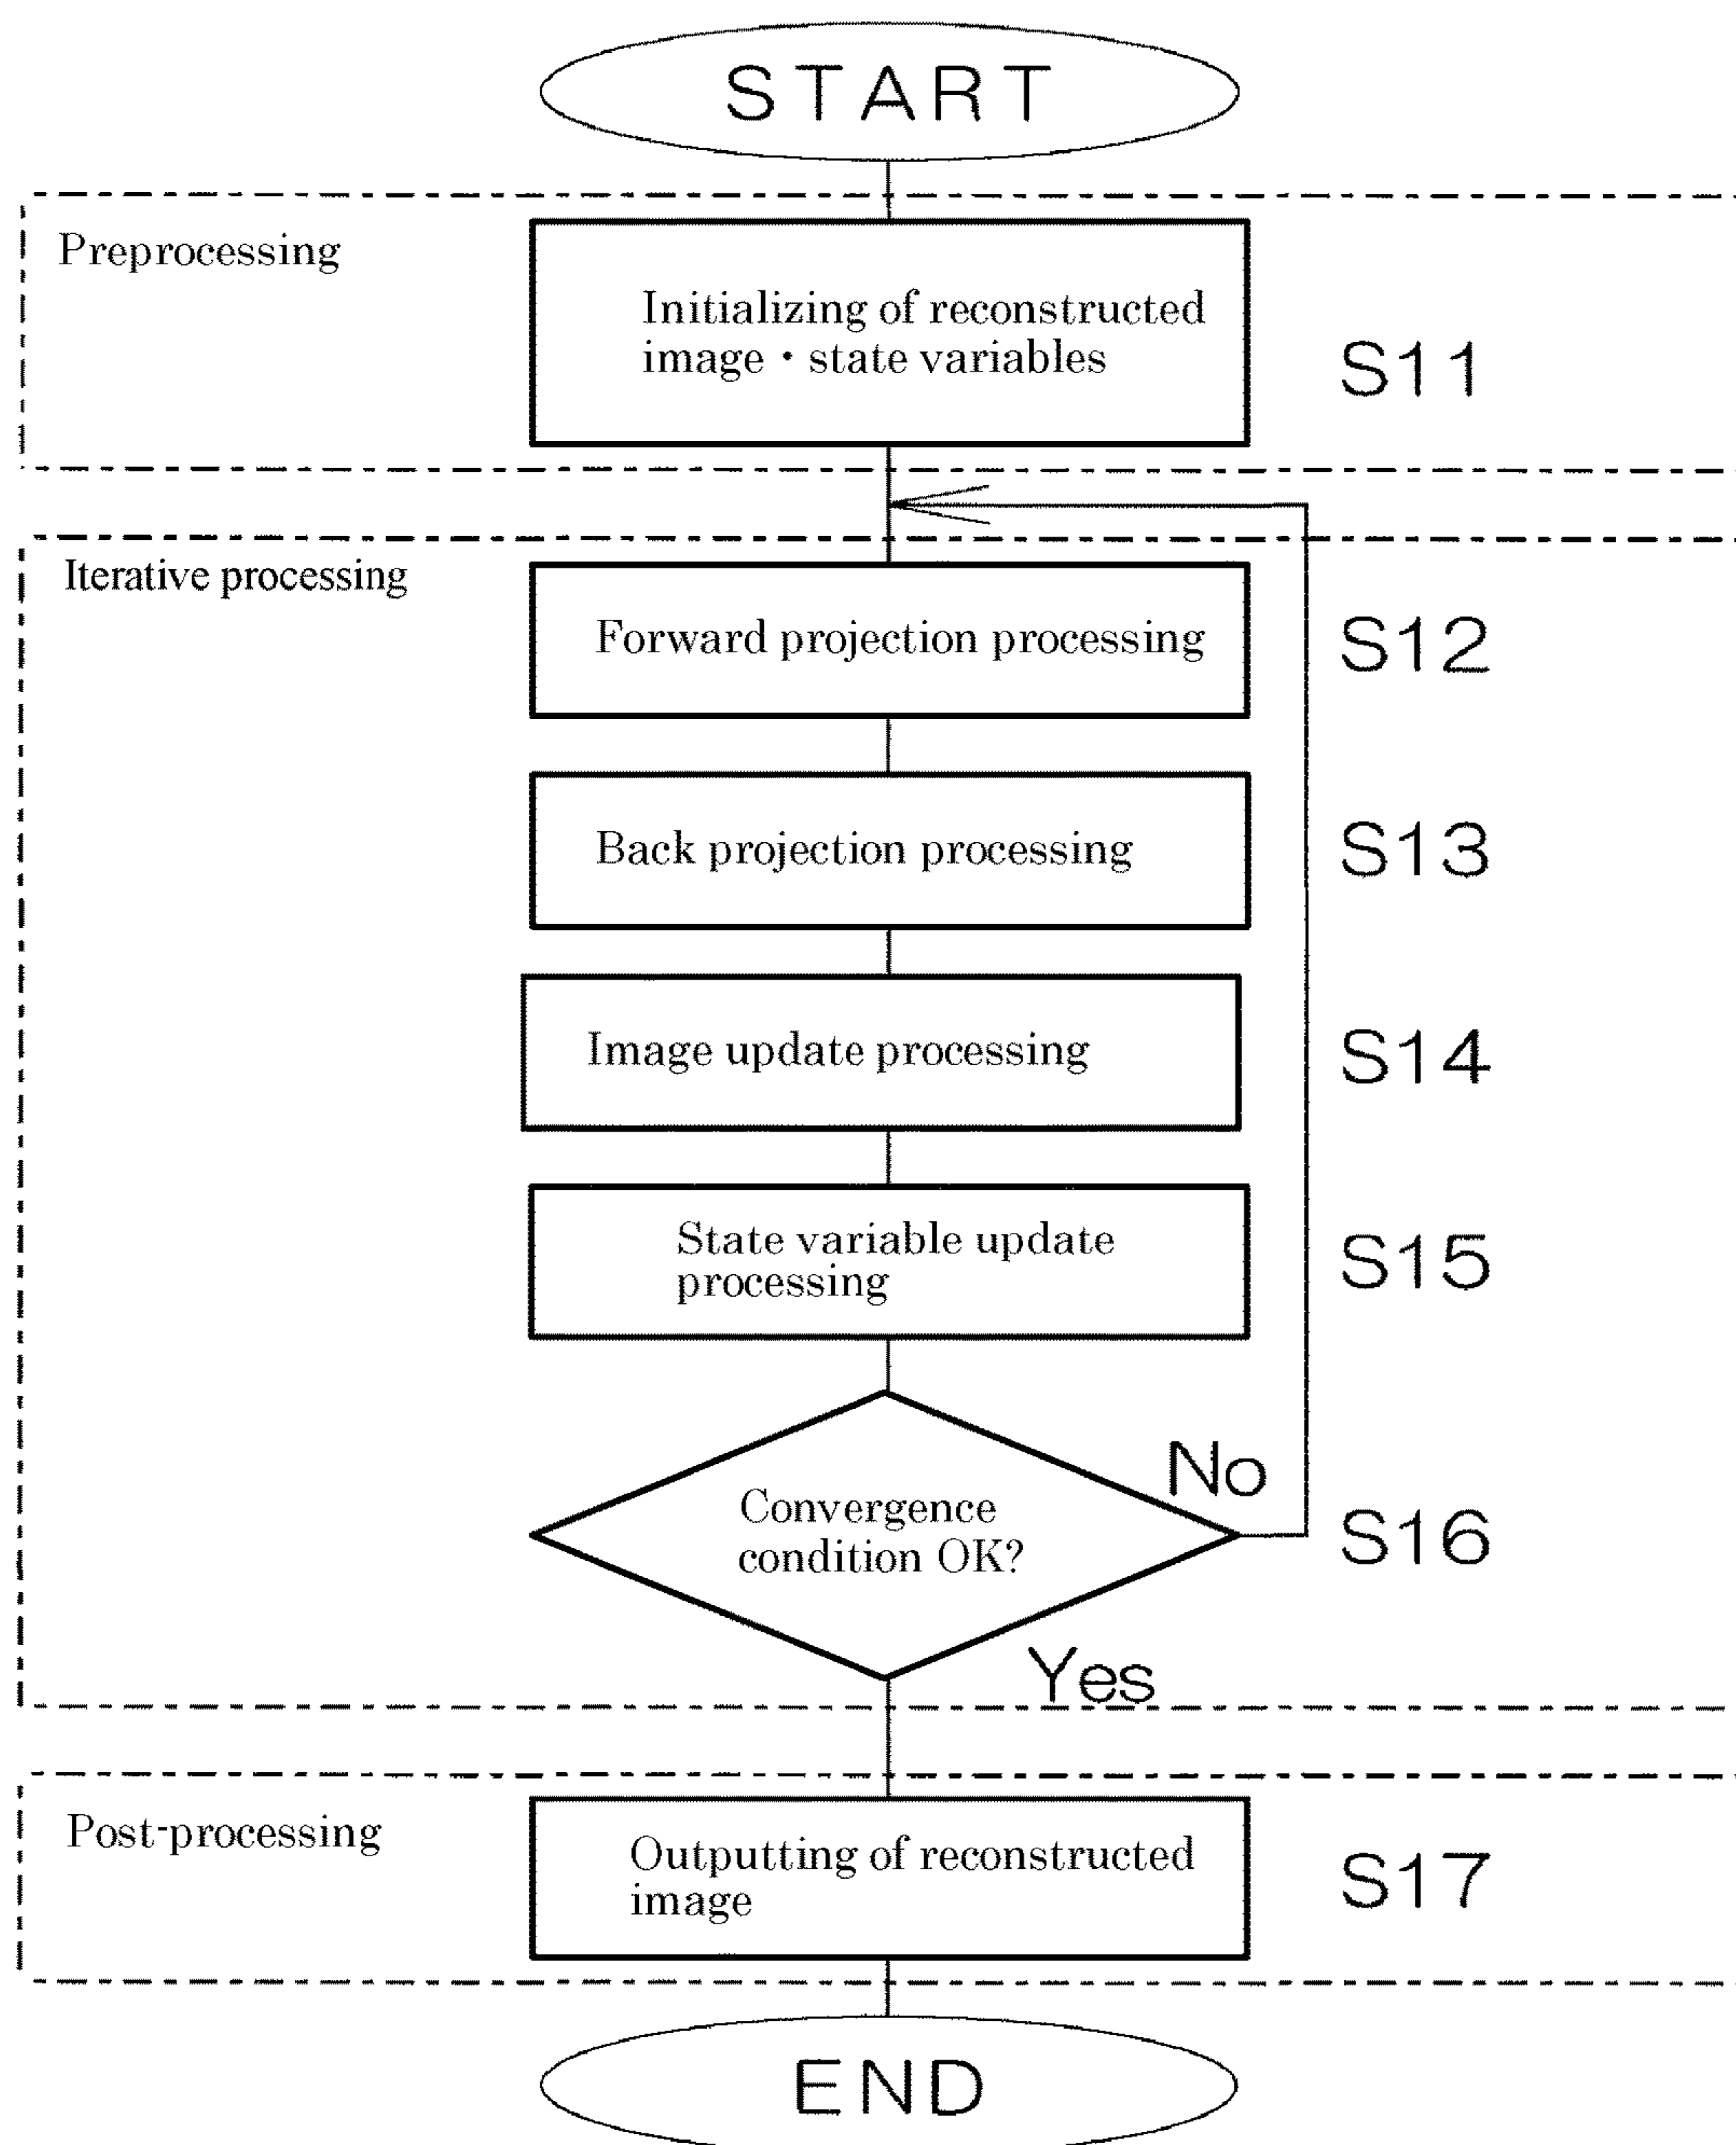 START
Preprocessing
Initializing of reconstructed
image・state variables
S11
Iterative processing
Forward projection processing
S12
Back projection processing
S13
Image update processing
S14
State variable update
processing
S15
No
Convergence
condition OK?
S16
Yes
Post-processing
Outputting of reconstructed
image
S17
END